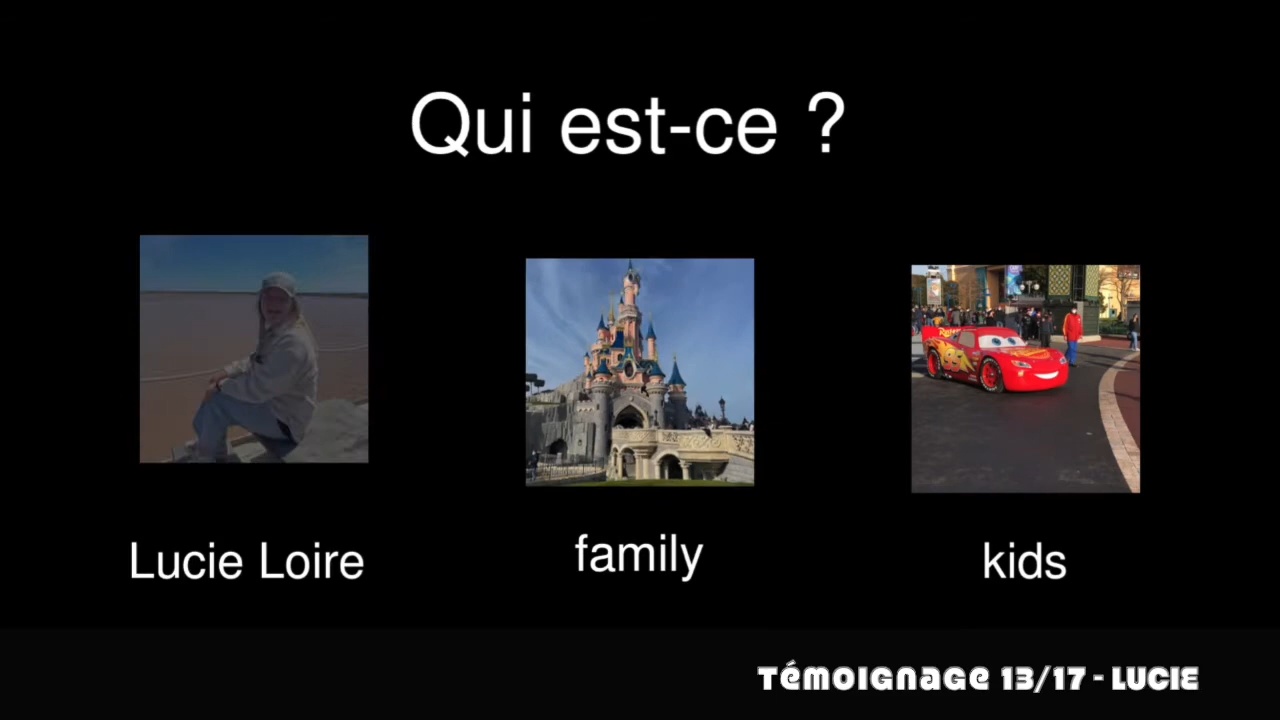 Qui est-ce ?
Lucie Loire
family
kids
Témoignage 13/17 - LUCIE